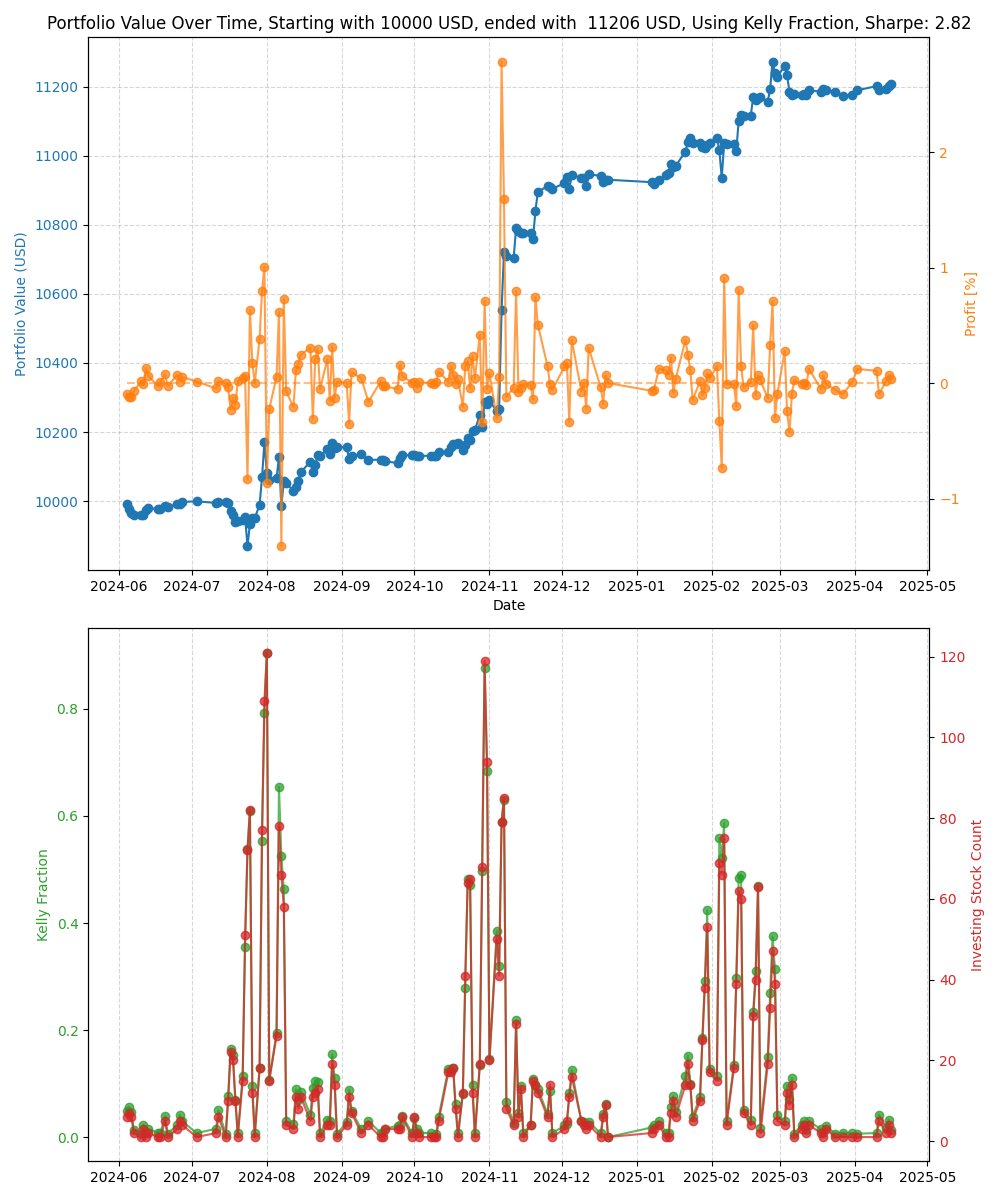 Portfolio Value Over Time, Starting with 10000 USD, ended with  11206 USD, Using Kelly Fraction, Sharpe: 2.82
Portfolio Value (USD)
11200
11000
10800
10600
10400
10200
10000
2
1
0
−1
Profit [%]
2024-06 2024-07 2024-08 2024-09 2024-10 2024-11 2024-12 2025-01 2025-02 2025-03 2025-04 2025-05
Date
Kelly Fraction
0.8
0.6
0.4
0.2
0.0
120
100
80
60
40
20
0
Investing Stock Count
2024-06 2024-07 2024-08 2024-09 2024-10 2024-11 2024-12 2025-01 2025-02 2025-03 2025-04 2025-05